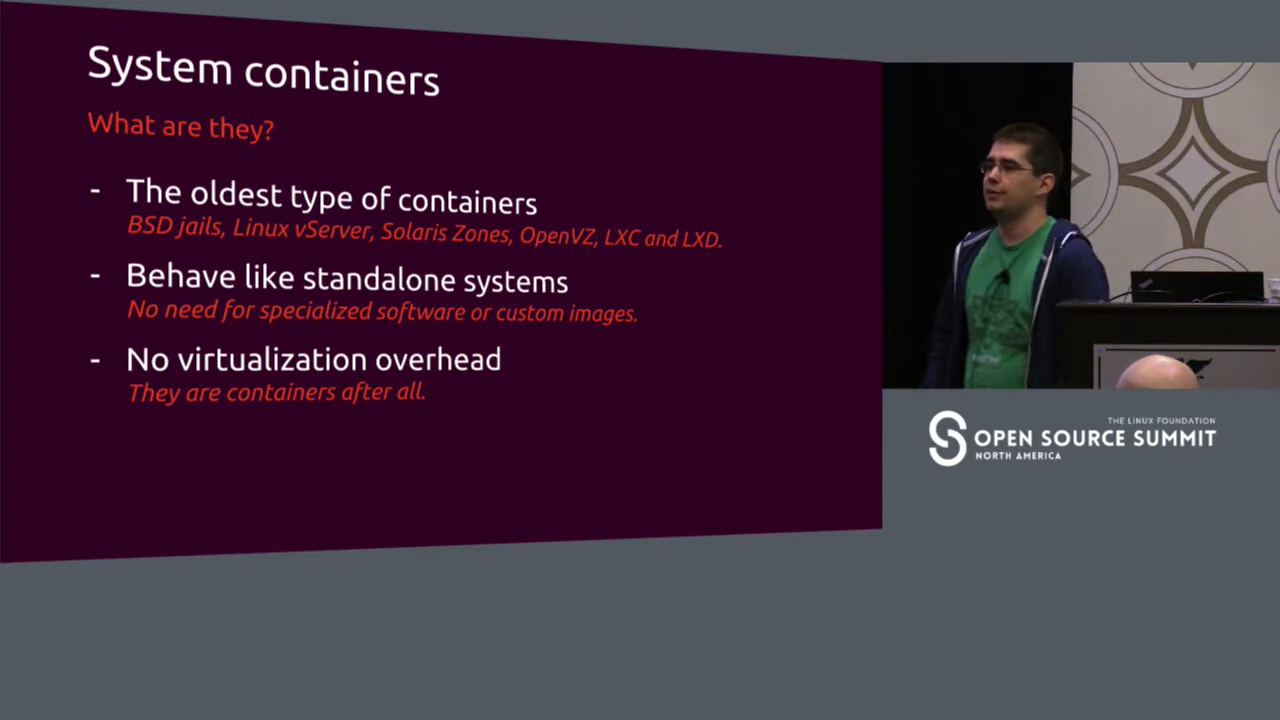 System containers
What are they?
- The oldest type of containers
BSD jails, Linux vServer, Solaris Zones, OpenVZ, LXC and LXD.
- Behave like standalone systems
No need for specialized software or custom images.
- No virtualization overhead
They are containers after all.
THE LINUX FOUNDATION
OPEN SOURCE SUMMIT
NORTH AMERICA